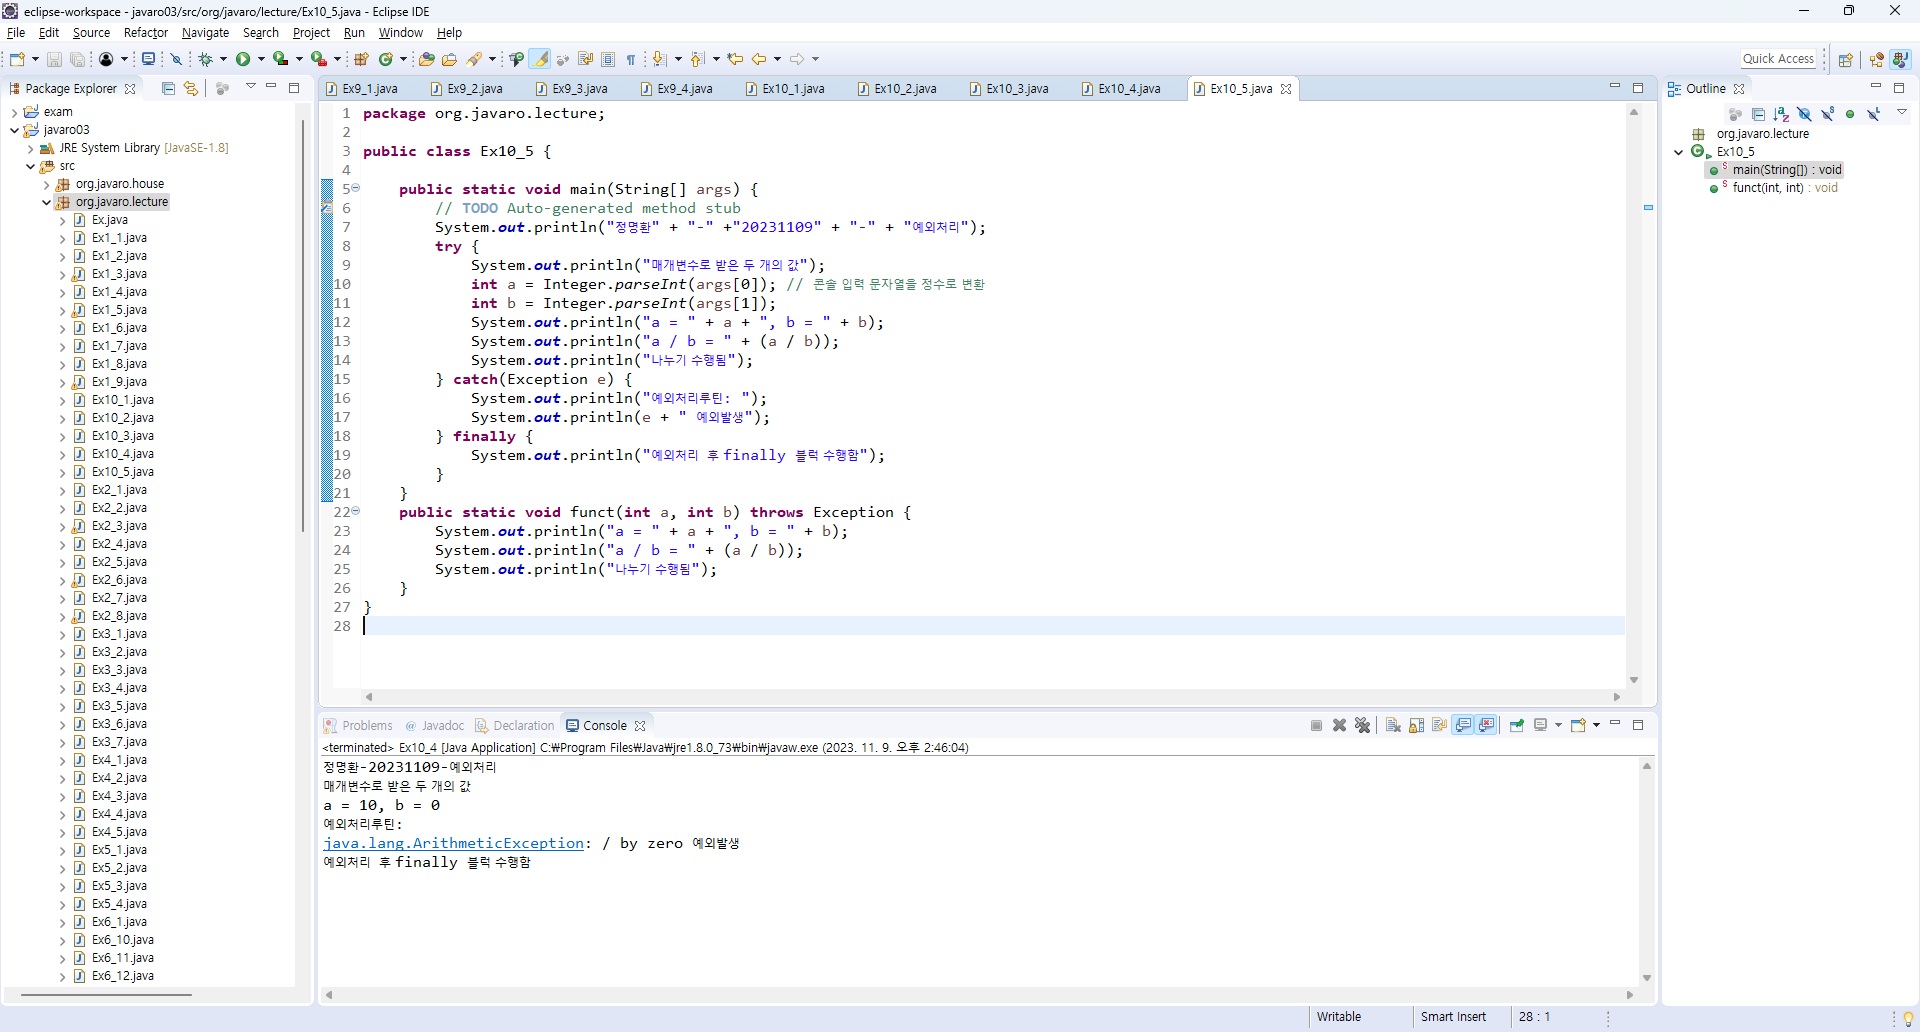 eclipse-workspace - javaro03/src/org/javaro/lecture/Ex10_5.java - Eclipse IDE
File Edit Source Refactor Navigate Search Project Run Window Help
Quick Access
Package Explorer
exam
javaro03
JRE System Library [JavaSE-1.8]
src
org.javaro.house
org.javaro.lecture
Ex.java
Ex1_1.java
Ex1_2.java
Ex1_3.java
Ex1_4.java
Ex1_5.java
Ex1_6.java
Ex1_7.java
Ex1_8.java
Ex1_9.java
Ex10_1.java
Ex10_2.java
Ex10_3.java
Ex10_4.java
Ex10_5.java
Ex2_1.java
Ex2_2.java
Ex2_3.java
Ex2_4.java
Ex2_5.java
Ex2_6.java
Ex2_7.java
Ex2_8.java
Ex3_1.java
Ex3_2.java
Ex3_3.java
Ex3_4.java
Ex3_5.java
Ex3_6.java
Ex3_7.java
Ex4_1.java
Ex4_2.java
Ex4_3.java
Ex4_4.java
Ex4_5.java
Ex5_1.java
Ex5_2.java
Ex5_3.java
Ex5_4.java
Ex6_1.java
Ex6_10.java
Ex6_11.java
Ex6_12.java
Ex9_1.java Ex9_2.java Ex9_3.java Ex9_4.java Ex10_1.java Ex10_2.java Ex10_3.java Ex10_4.java Ex10_5.java
1 package org.javaro.lecture;
2
3 public class Ex10_5 {
4
5 public static void main(String[] args) {
6 // TODO Auto-generated method stub
7 System.out.println("정명환" + "-" +"20231109" + "-" + "예외처리");
8 try {
9 System.out.println("매개변수로 받은 두 개의 값");
10 int a = Integer.parseInt(args[0]); // 콘솔 입력 문자열을 정수로 변환
11 int b = Integer.parseInt(args[1]);
12 System.out.println("a = " + a + ", b = " + b);
13 System.out.println("a / b = " + (a / b));
14 System.out.println("나누기 수행됨");
15 } catch(Exception e) {
16 System.out.println("예외처리루틴: ");
17 System.out.println(e + " 예외발생");
18 } finally {
19 System.out.println("예외처리 후 finally 블럭 수행함");
20 }
21 }
22 public static void funct(int a, int b) throws Exception {
23 System.out.println("a = " + a + ", b = " + b);
24 System.out.println("a / b = " + (a / b));
25 System.out.println("나누기 수행됨");
26 }
27 }
28
Problems Javadoc Declaration Console
<terminated> Ex10_4 [Java Application] C:₩Program Files₩Java₩jre1.8.0_73₩bin₩javaw.exe (2023. 11. 9. 오후 2:46:04)
정명환-20231109-예외처리
매개변수로 받은 두 개의 값
a = 10, b = 0
예외처리루틴:
java.lang.ArithmeticException: / by zero 예외발생
예외처리 후 finally 블럭 수행함
Outline
org.javaro.lecture
Ex10_5
main(String[]) : void
funct(int, int) : void
Writable Smart Insert 28 : 1